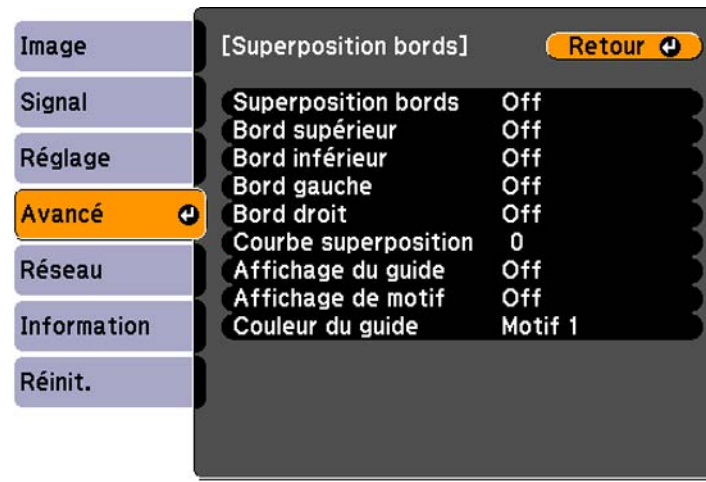 Image
Signal
Réglage
Avancé
Réseau
Information
Réinit.
[Superposition bords] Retour
Superposition bords Off
Bord supérieur Off
Bord inférieur Off
Bord gauche Off
Bord droit Off
Courbe superposition 0
Affichage du guide Off
Affichage de motif Off
Couleur du guide Motif 1